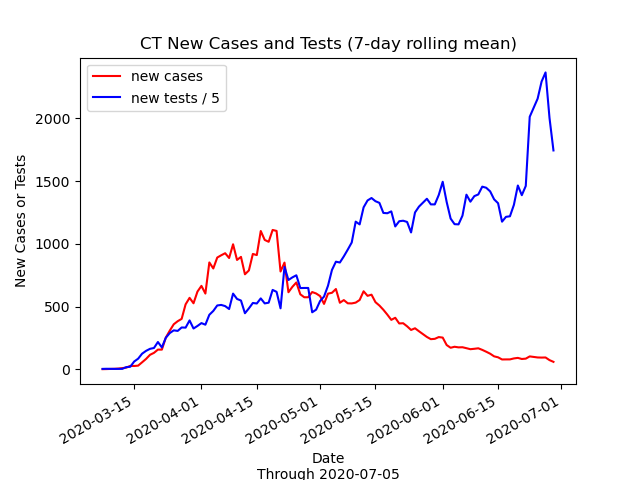 CT New Cases and Tests (7-day rolling mean)
new cases
new tests / 5
New Cases or Tests
2000
1500
1000
500
0
2020-03-15
2020-04-01
2020-04-15
2020-05-01
2020-05-15
2020-06-01
2020-06-15
2020-07-01
Date
Through 2020-07-05